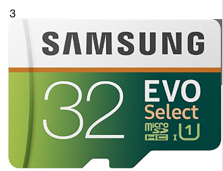 3
SAMSUNG
32
EVO
Select
micro
SD
HC I U1